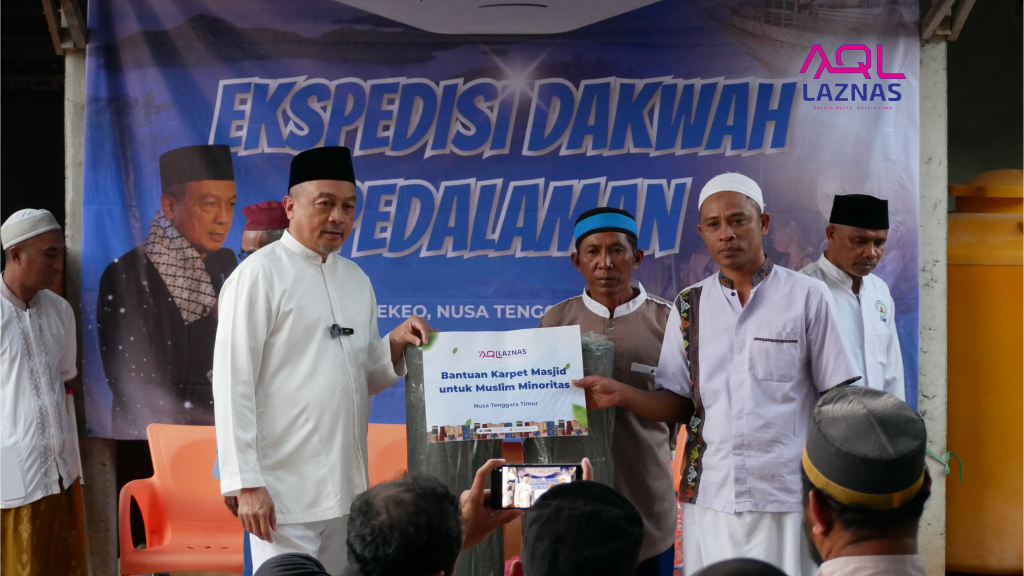 AQL
LAZNAS
EKSPEDISI DAKWAH
PEDALAMAN
EKEO, NUSA TENGG
AQL LAZNAS
Bantuan Karpet Masjid
untuk Muslim Minoritas
Nusa Tenggara Timur